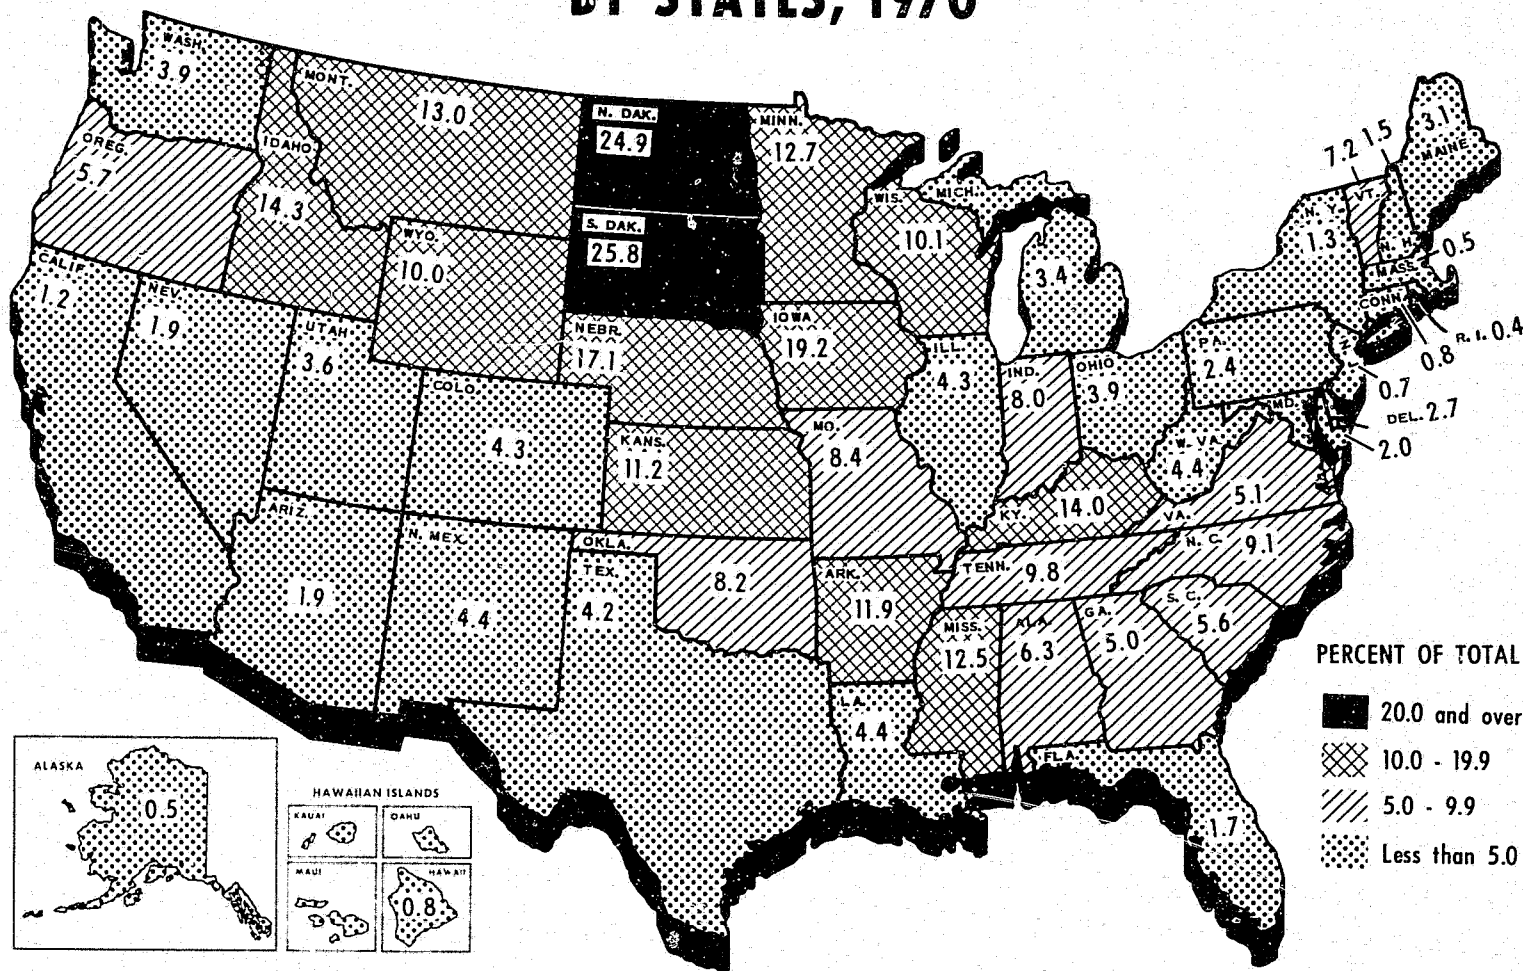 BY STATES, 1970
WASH.
3.9
MONT.
13.0
N. DAK.
24.9
MINN.
12.7
OREG.
5.7
IDAHO
14.3
WYO.
10.0
S. DAK.
25.8
WIS.
10.1
MICH.
3.4
7.2
1.5
3.1
MAINE
VT.
N.
1.3
N. H.
0.5
MASS.
CONN.
R. I. 0.4
0.8
CALIF.
1.2
NEV.
1.9
UTAH
3.6
COLO.
4.3
NEBR.
17.1
IOWA
19.2
ILL.
4.3
IND.
8.0
OHIO
3.9
PA.
2.4
0.7
MD.
DEL. 2.7
2.0
KANS.
11.2
MO.
8.4
W. VA.
4.4
KY.
14.0
VA.
5.1
ARIZ.
1.9
N. MEX.
4.4
OKLA.
8.2
TEX.
4.2
ARK.
11.9
TENN.
9.8
N. C.
9.1
MISS.
12.5
ALA.
6.3
GA.
5.0
S. C.
5.6
LA.
4.4
FLA.
1.7
PERCENT OF TOTAL
20.0 and over
10.0 - 19.9
5.0 - 9.9
Less than 5.0
ALASKA
0.5
HAWAIIAN ISLANDS
KAUAI
OAHU
MAUI
HAWAII
0.8